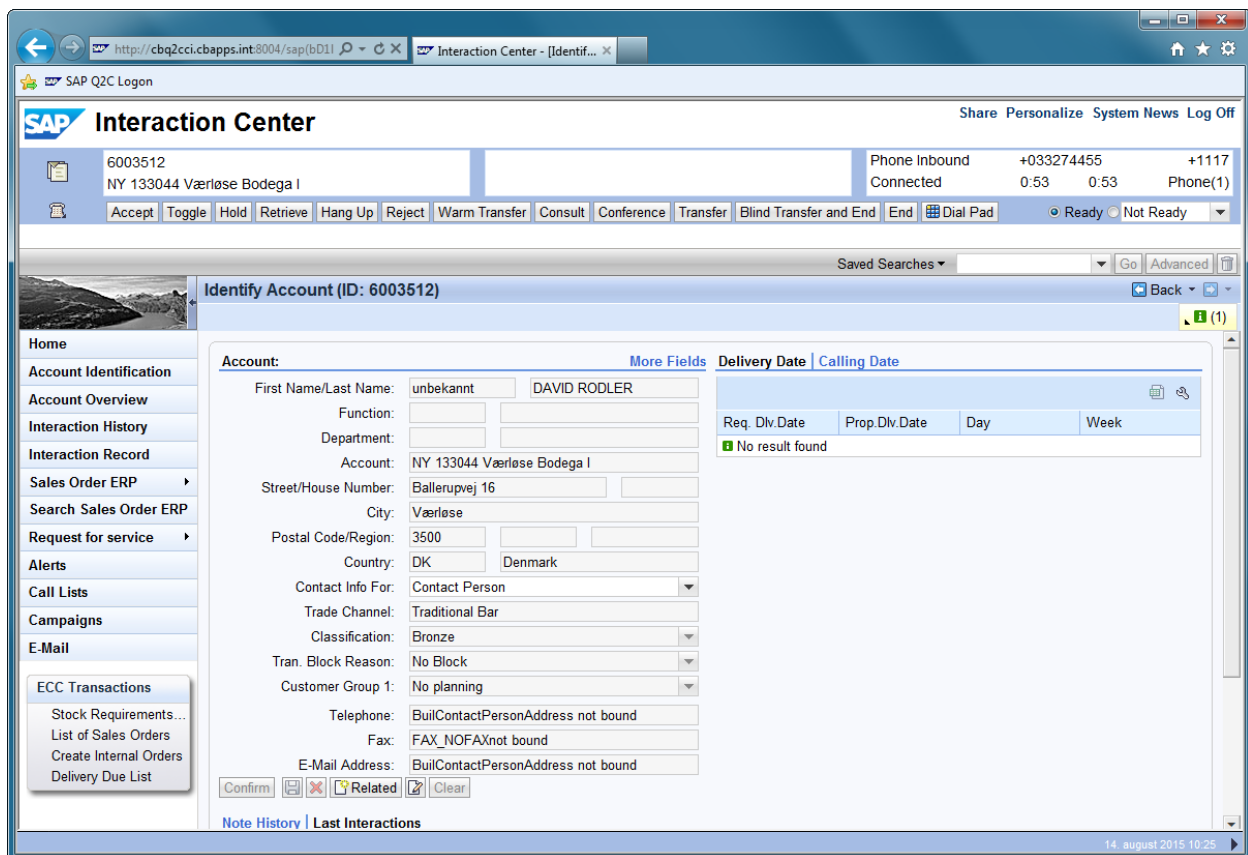 http://cbq2cci.cbapps.int:8004/sap(bD1l
Interaction Center - [Identif...
SAP Q2C Logon
SAP Interaction Center
Share Personalize System News Log Off
6003512
NY 133044 Værløse Bodega I
Phone Inbound +033274455 +1117
Connected 0:53 0:53 Phone(1)
Accept Toggle Hold Retrieve Hang Up Reject Warm Transfer Consult Conference Transfer Blind Transfer and End End Dial Pad Ready Not Ready
Saved Searches Go Advanced
Identify Account (ID: 6003512) Back
(1)
Home
Account Identification
Account Overview
Interaction History
Interaction Record
Sales Order ERP
Search Sales Order ERP
Request for service
Alerts
Call Lists
Campaigns
E-Mail
ECC Transactions
Stock Requirements...
List of Sales Orders
Create Internal Orders
Delivery Due List
Account: More Fields
First Name/Last Name: unbekannt DAVID RODLER
Function:
Department:
Account: NY 133044 Værløse Bodega I
Street/House Number: Ballerupvej 16
City: Værløse
Postal Code/Region: 3500
Country: DK Denmark
Contact Info For: Contact Person
Trade Channel: Traditional Bar
Classification: Bronze
Tran. Block Reason: No Block
Customer Group 1: No planning
Telephone: BuilContactPersonAddress not bound
Fax: FAX_NOFAXnot bound
E-Mail Address: BuilContactPersonAddress not bound
Confirm Related Clear
Note History | Last Interactions
Delivery Date | Calling Date
Req. Dlv.Date Prop.Dlv.Date Day Week
No result found
14. august 2015 10:25